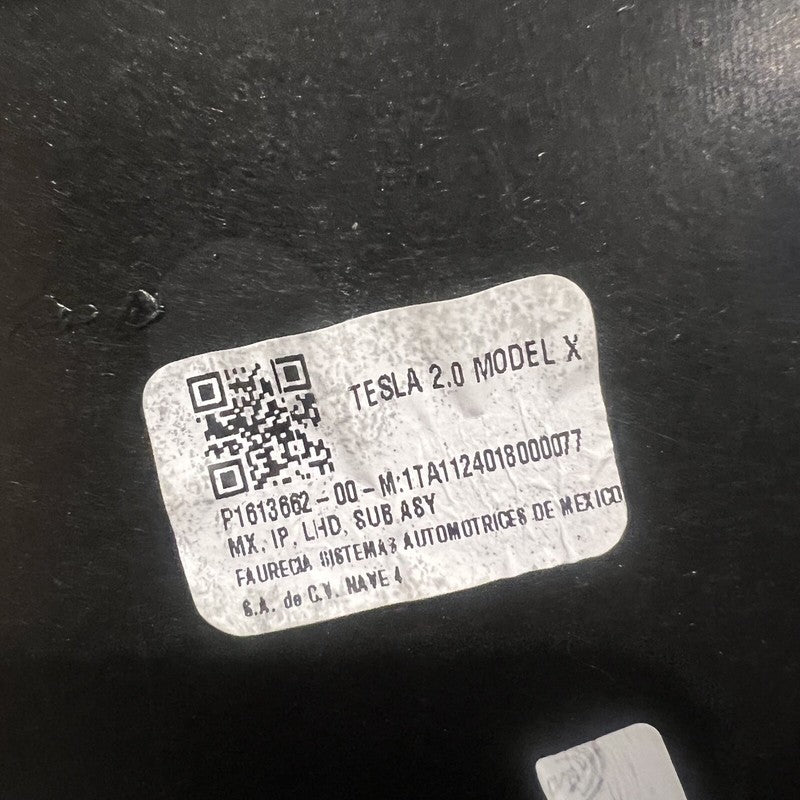 TESLA 2.0 MODEL X
P1613662-00-M:1TA1124018000077
MX, IP, LHD, SUB ASY
FAURECIA SISTEMAS AUTOMOTRICES DE MEXICO
S.A. de C.V. NAVE 4